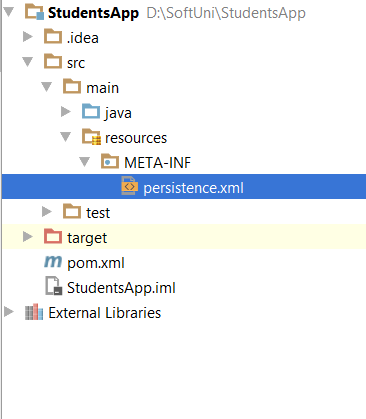 StudentsApp D:\SoftUni\StudentsApp
.idea
src
main
java
resources
META-INF
persistence.xml
test
target
pom.xml
StudentsApp.iml
External Libraries